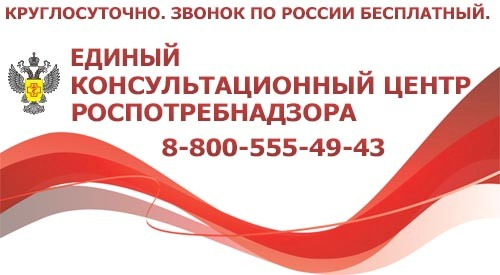 КРУГЛОСУТОЧНО. ЗВОНОК ПО РОССИИ БЕСПЛАТНЫЙ.
ЕДИНЫЙ
КОНСУЛЬТАЦИОННЫЙ ЦЕНТР
РОСПОТРЕБНАДЗОРА
8-800-555-49-43